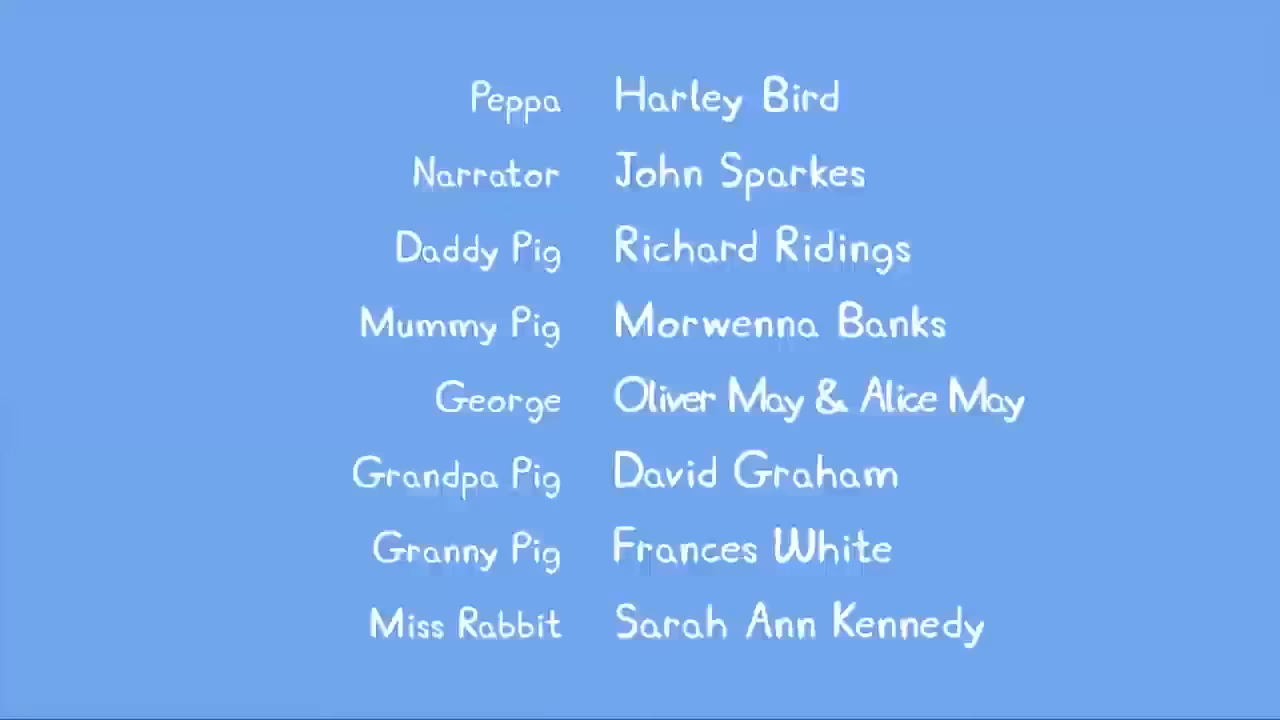 Peppa Harley Bird
Narrator John Sparkes
Daddy Pig Richard Ridings
Mummy Pig Morwenna Banks
George Oliver May & Alice May
Grandpa Pig David Graham
Granny Pig Frances White
Miss Rabbit Sarah Ann Kennedy